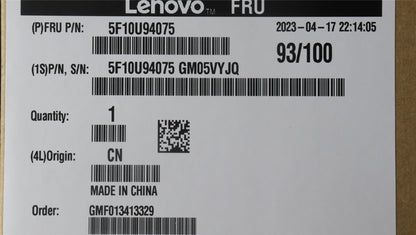 Lenovo™ FRU
(P)FRU P/N: 5F10U94075 2023-04-17 22:14:05
93/100
(1S)P/N, S/N: 5F10U94075 GM05VYJQ
Quantity: 1
(4L)Origin: CN
MADE IN CHINA
Order: GMF013413329